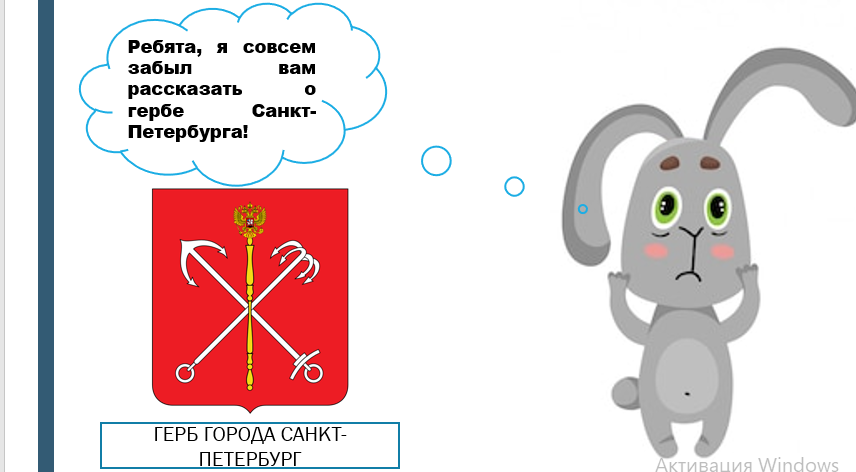 Ребята, я совсем
забыл вам
рассказать о
гербе Санкт-
Петербурга!
ГЕРБ ГОРОДА САНКТ-
ПЕТЕРБУРГ
Активация Windows